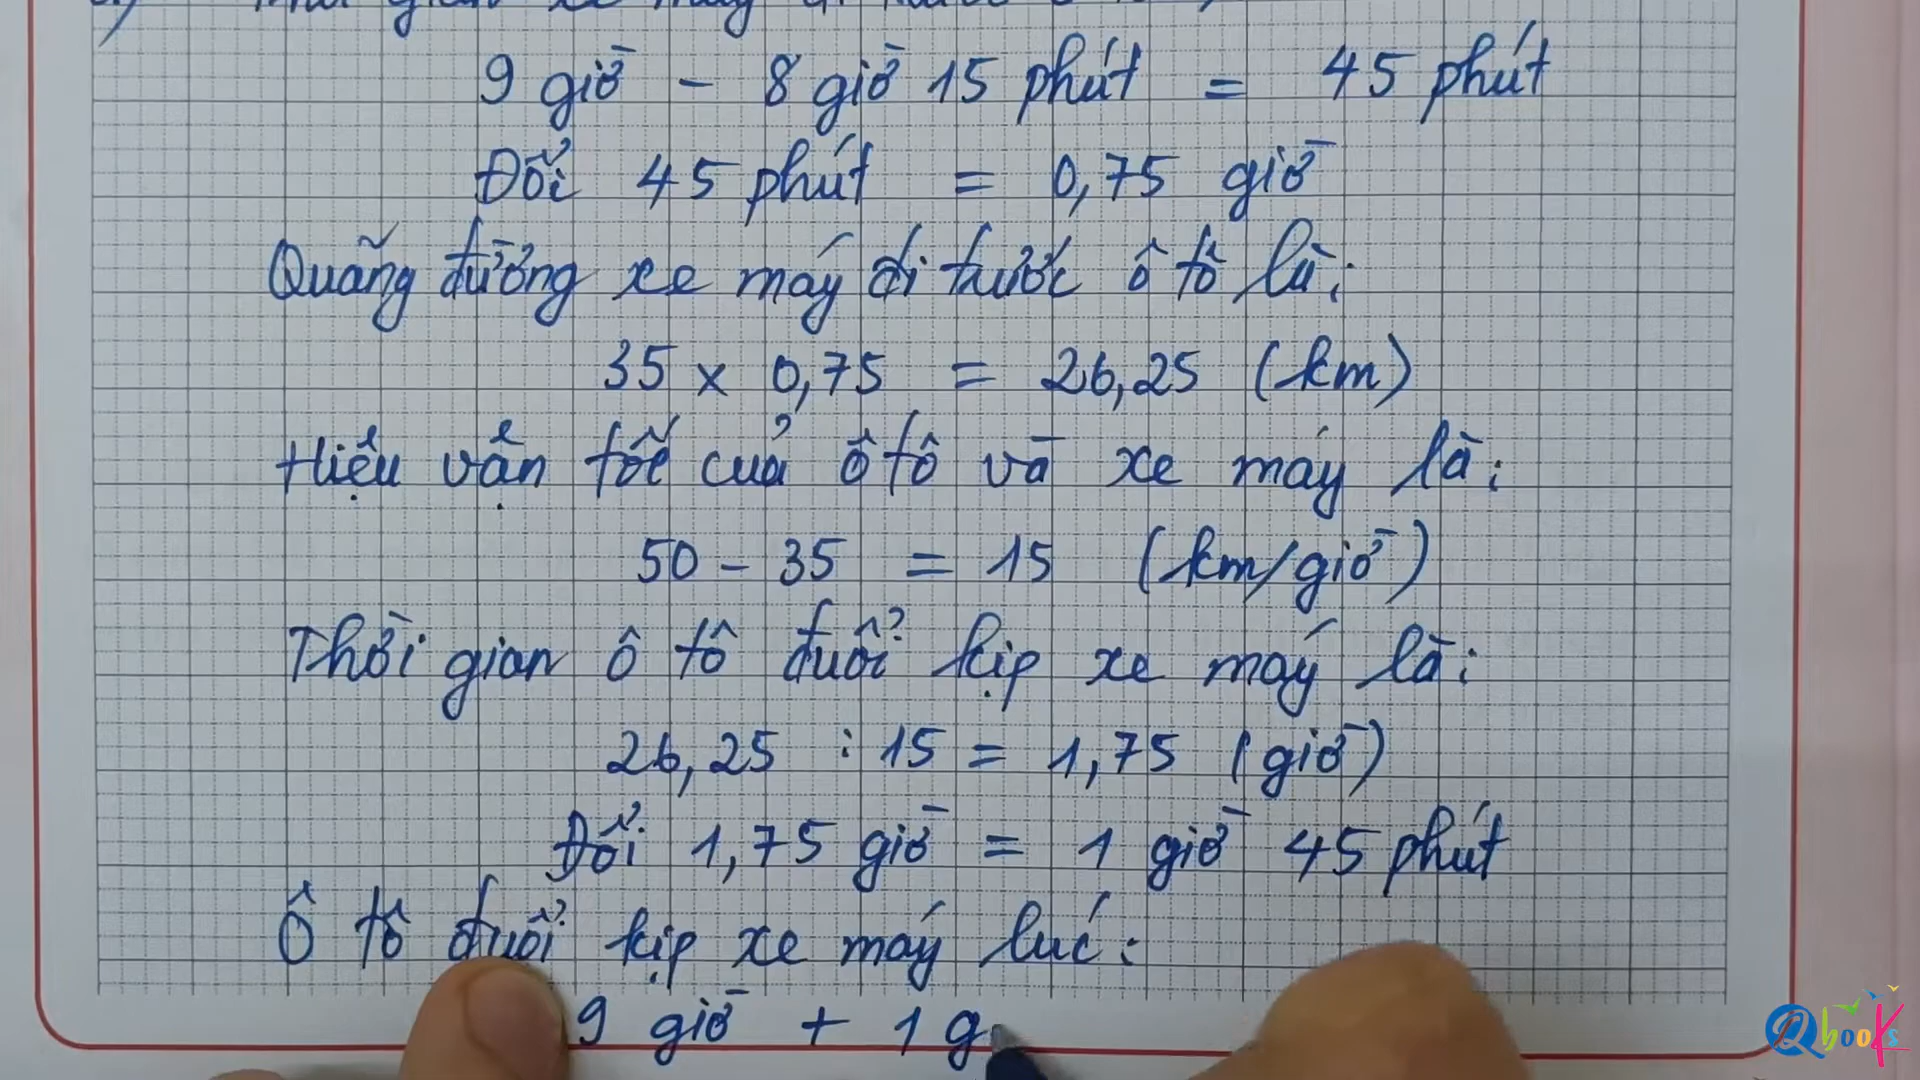 9 giờ - 8 giờ 15 phút = 45 phút
Đổi 45 phút = 0,75 giờ
Quãng đường xe máy đi trước ô tô là:
35 x 0,75 = 26,25 (km)
Hiệu vận tốc của ô tô và xe máy là:
50 - 35 = 15 (km/giờ)
Thời gian ô tô đuổi kịp xe máy là:
26,25 : 15 = 1,75 (giờ)
Đổi 1,75 giờ = 1 giờ 45 phút
Ô tô đuổi kịp xe máy lúc:
9 giờ + 1 g
Qbooks